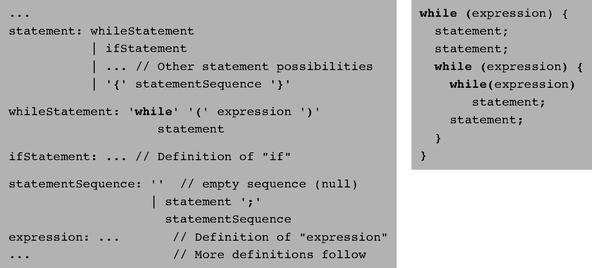 ...
statement: whileStatement
| ifStatement
| ... // Other statement possibilities
| '{' statementSequence '}'
whileStatement: 'while' '(' expression ')'
statement
ifStatement: ... // Definition of "if"
statementSequence: '' // empty sequence (null)
| statement ';'
statementSequence
expression: ... // Definition of "expression"
... // More definitions follow
while (expression) {
statement;
statement;
while (expression) {
while(expression)
statement;
statement;
}
}